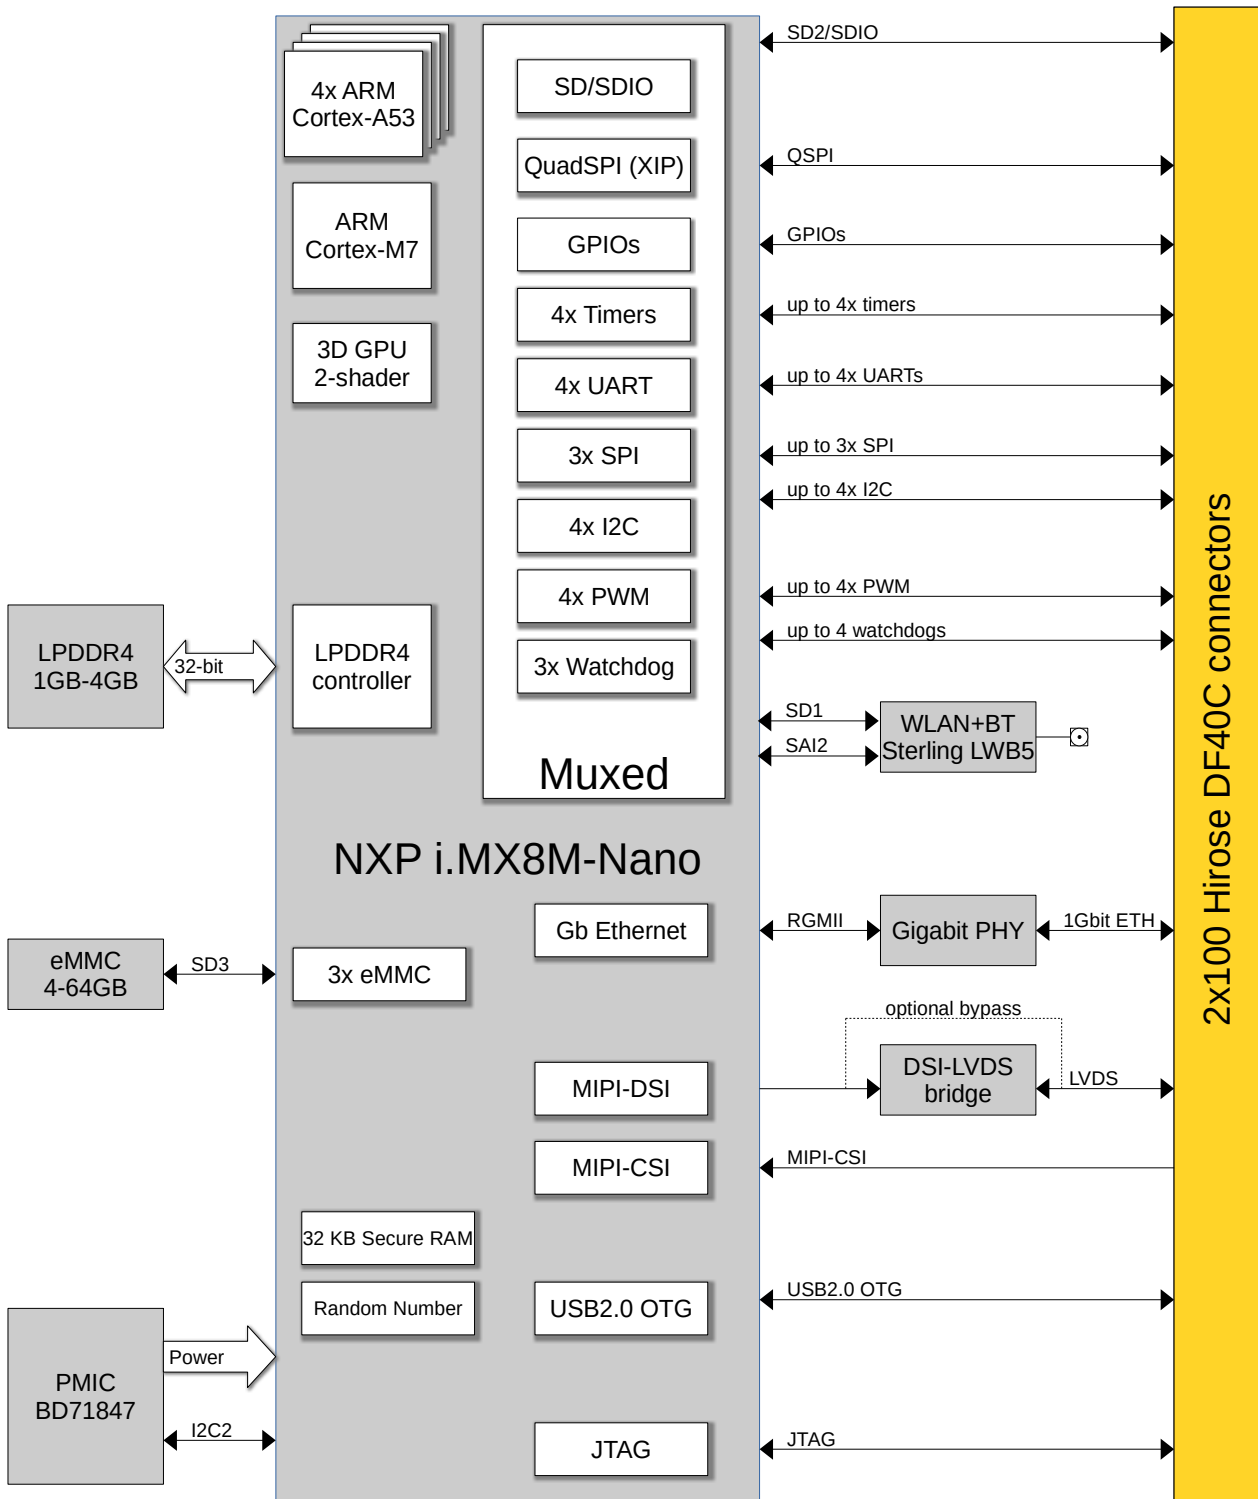 SD2/SDIO
4x ARM
Cortex-A53
SD/SDIO
QuadSPI (XIP)
QSPI
ARM
Cortex-M7
GPIOs
GPIOs
4x Timers
up to 4x timers
3D GPU
2-shader
4x UART
up to 4x UARTs
3x SPI
up to 3x SPI
4x I2C
up to 4x I2C
4x PWM
up to 4x PWM
up to 4 watchdogs
LPDDR4
1GB-4GB
32-bit
LPDDR4
controller
3x Watchdog
SD1
SAI2
WLAN+BT
Sterling LWB5
Muxed
NXP i.MX8M-Nano
2x100 Hirose DF40C connectors
Gb Ethernet
RGMII
Gigabit PHY
1Gbit ETH
eMMC
4-64GB
SD3
3x eMMC
optional bypass
MIPI-DSI
DSI-LVDS
bridge
LVDS
MIPI-CSI
MIPI-CSI
32 KB Secure RAM
Random Number
USB2.0 OTG
USB2.0 OTG
PMIC
BD71847
Power
I2C2
JTAG
JTAG